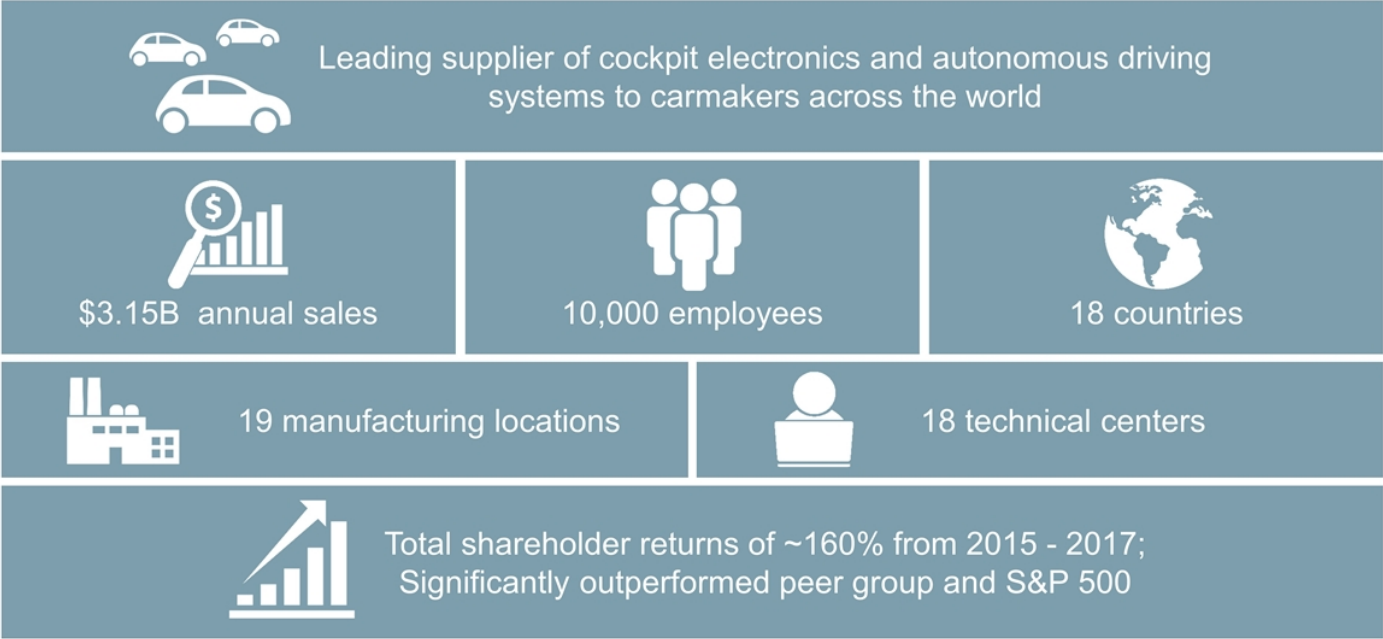 Leading supplier of cockpit electronics and autonomous driving
systems to carmakers across the world
$
$3.15B  annual sales
10,000 employees
18 countries
19 manufacturing locations
18 technical centers
Total shareholder returns of ~160% from 2015 - 2017;
Significantly outperformed peer group and S&P 500